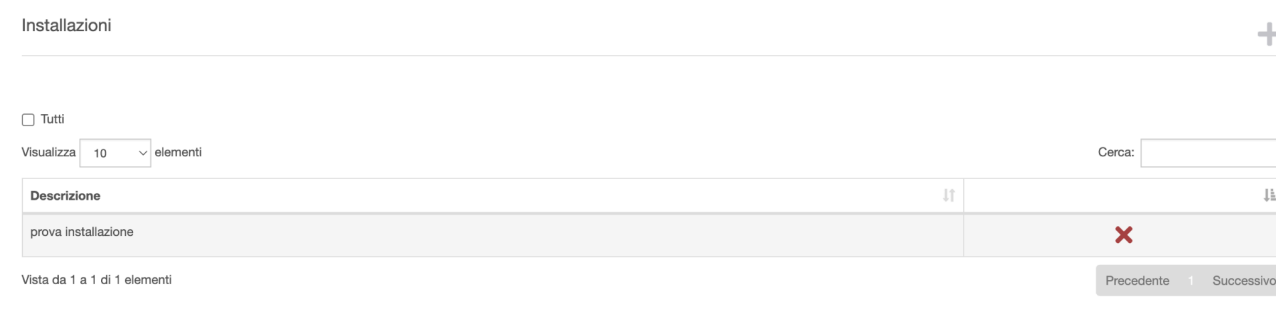 Installazioni
Tutti
Visualizza 10 elementi
Cerca:
Descrizione
prova installazione
Vista da 1 a 1 di 1 elementi
Precedente 1 Successivo